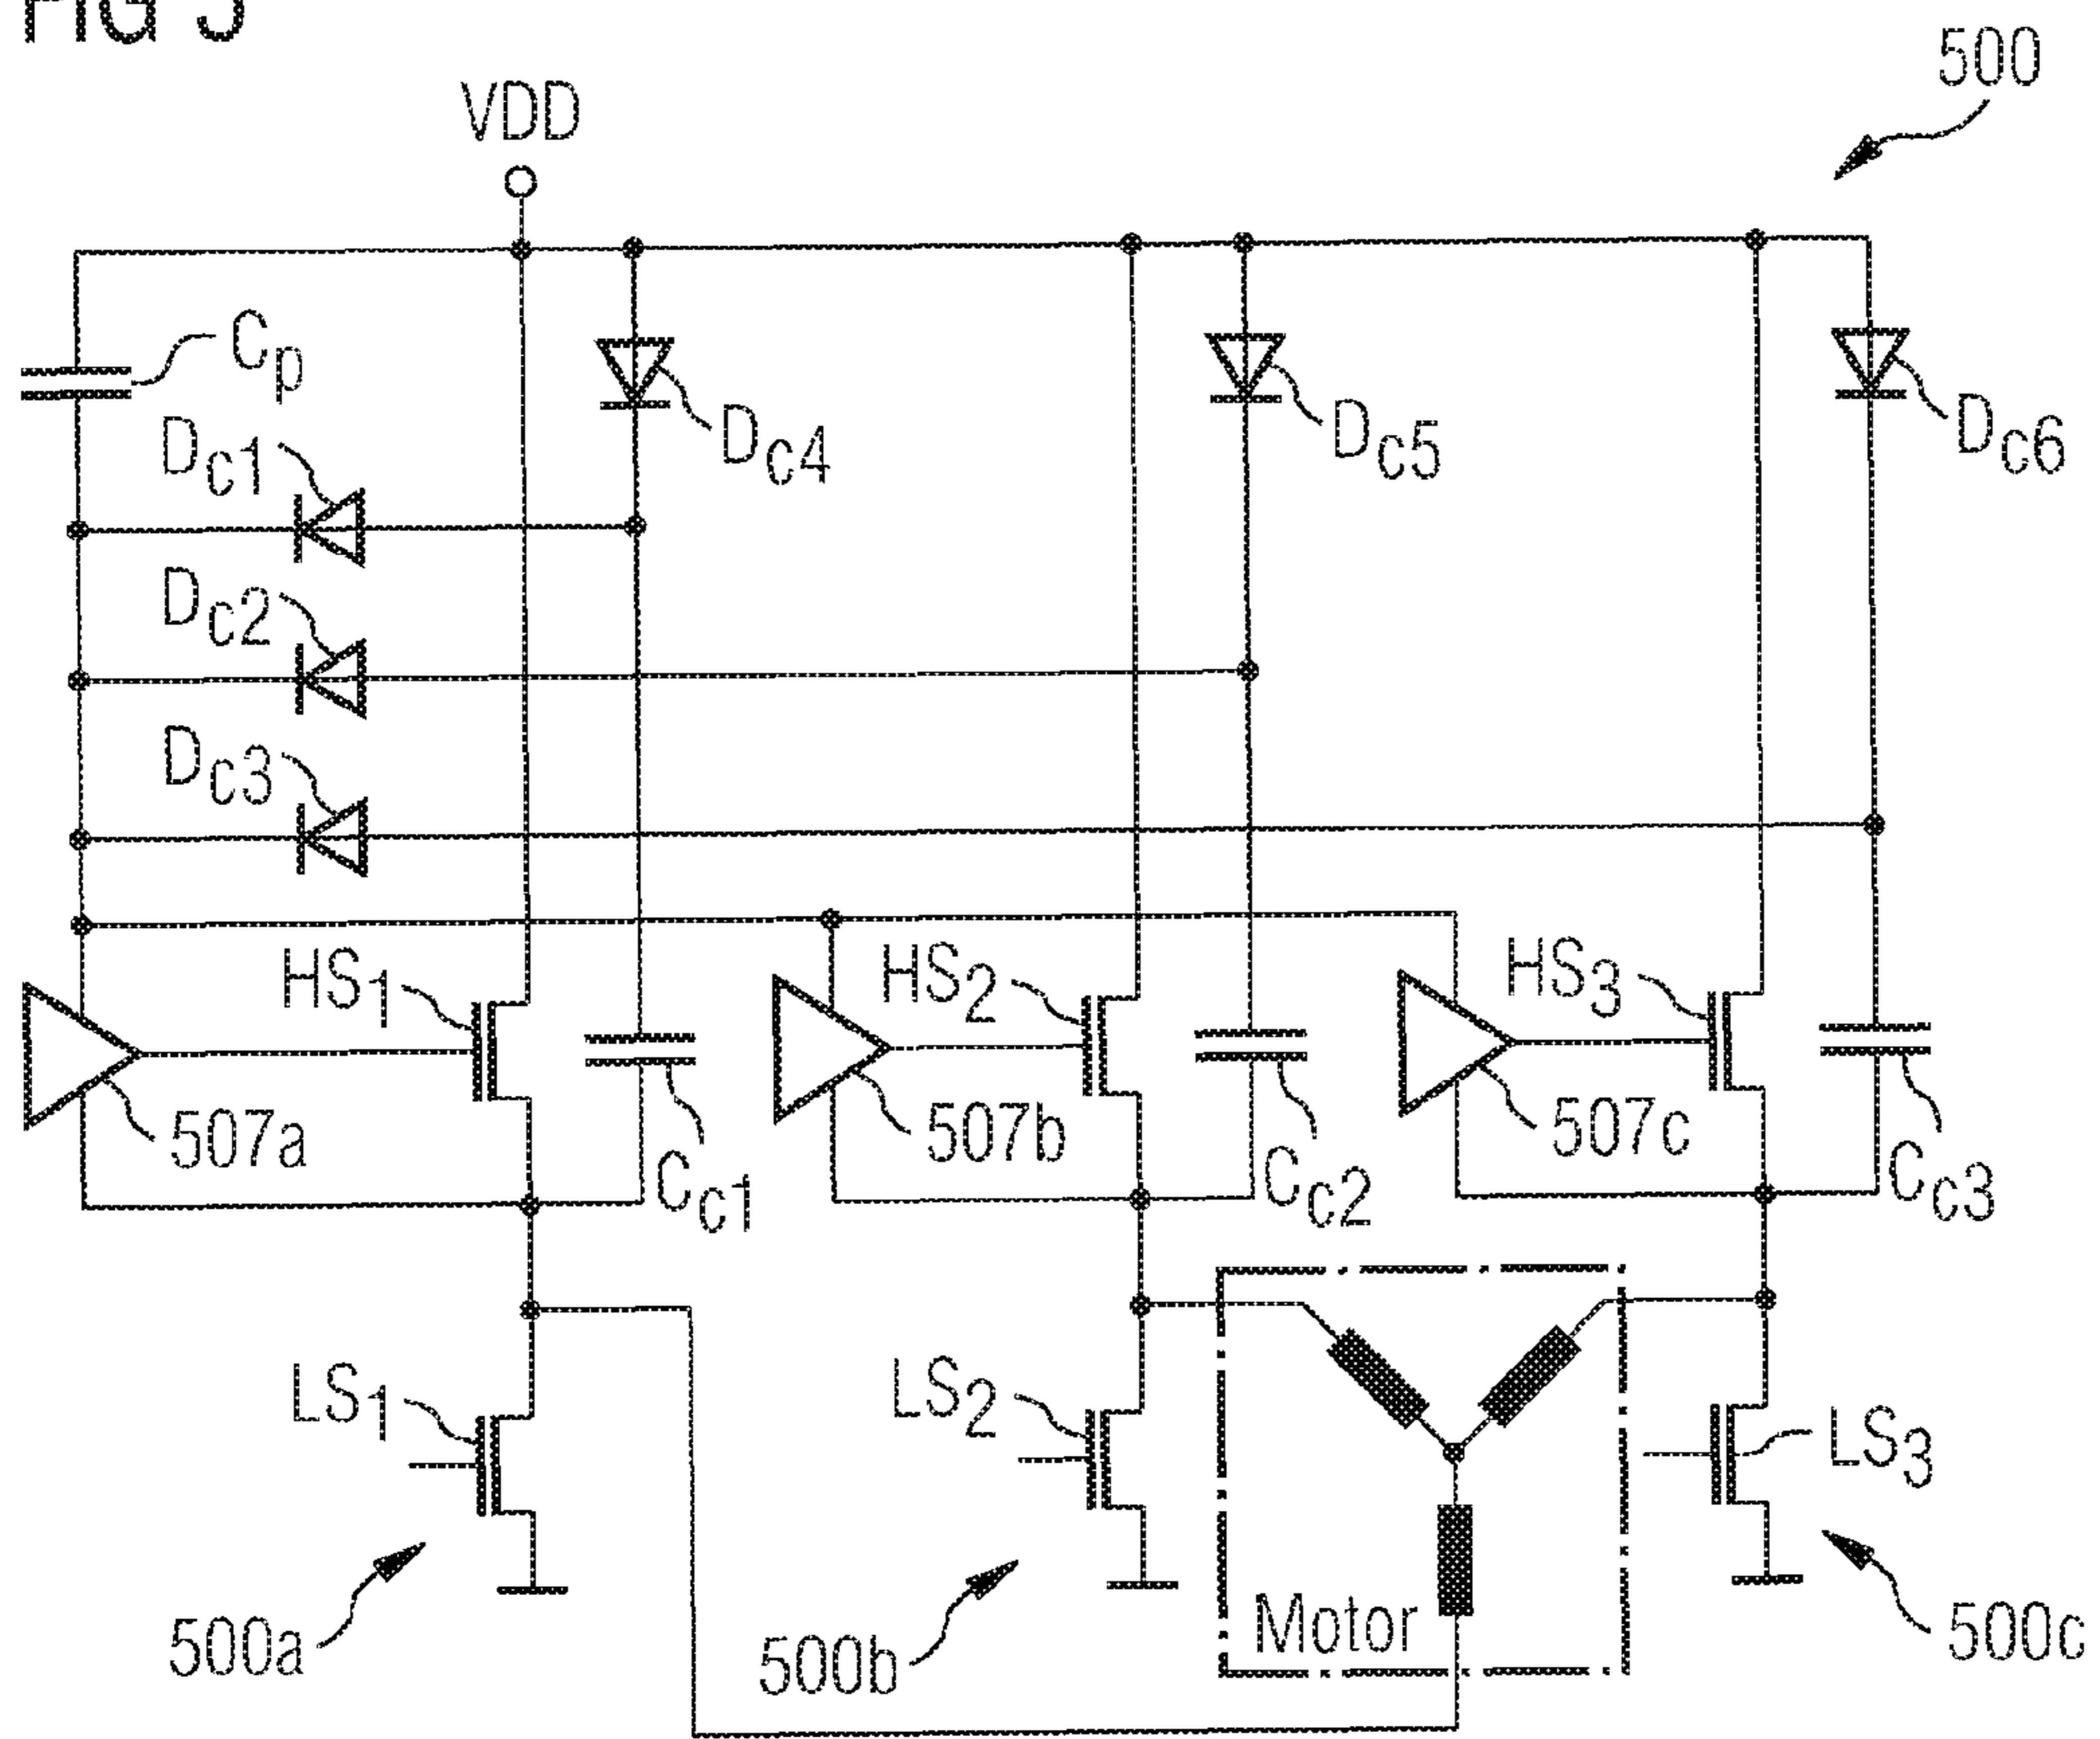 FIG 5
500
VDD
Cp
Dc1
Dc4
Dc5
Dc6
Dc2
Dc3
HS1
HS2
HS3
507a
507b
507c
Cc1
Cc2
Cc3
LS1
LS2
LS3
500a
500b
Motor
500c